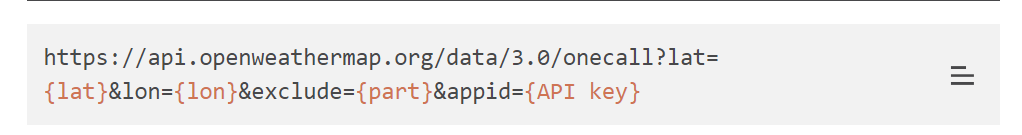 https://api.openweathermap.org/data/3.0/onecall?lat=
{lat}&lon={lon}&exclude={part}&appid={API key}